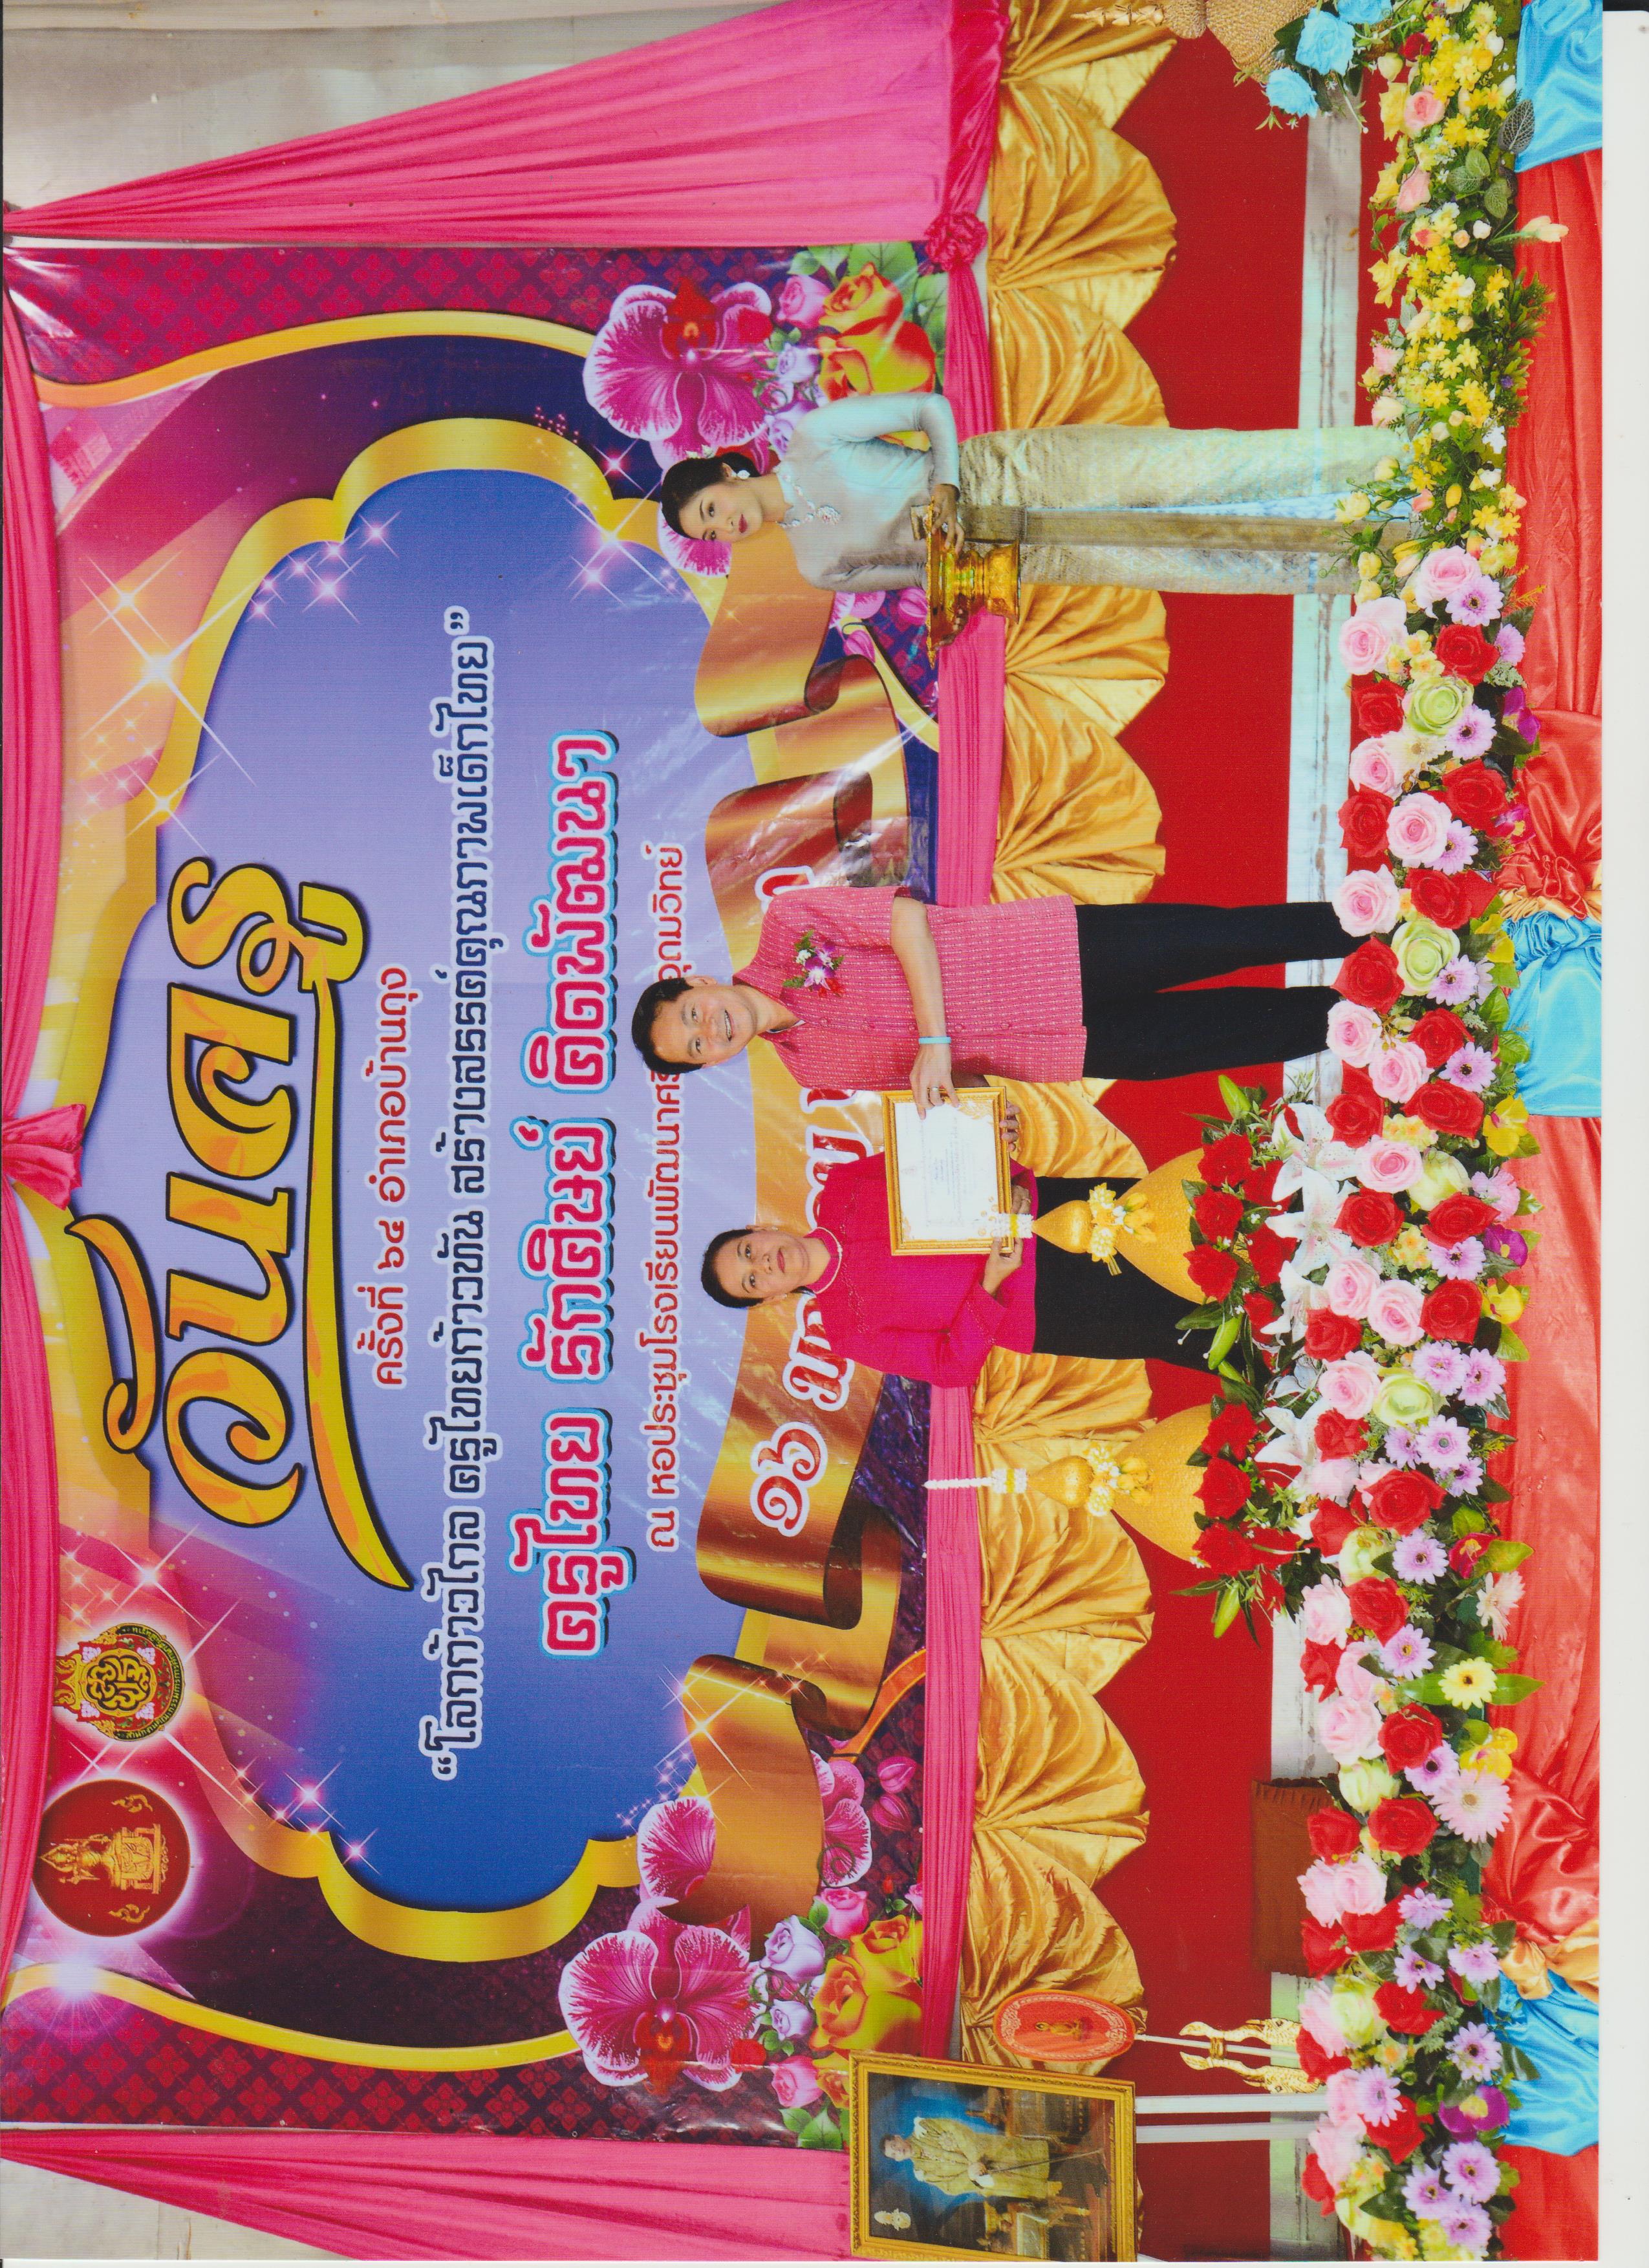 วันครู
ครั้งที่ ๖๔ อำเภอบ้านดุง
“โลกก้าวไกล ครูไทยก้าวทัน สร้างสรรค์คุณภาพเด็กไทย”
ครูไทย รักศิษย์ คิดพัฒนา
ณ หอประชุมโรงเรียนพัฒนาศรี อุดมวิทย์
๑๖